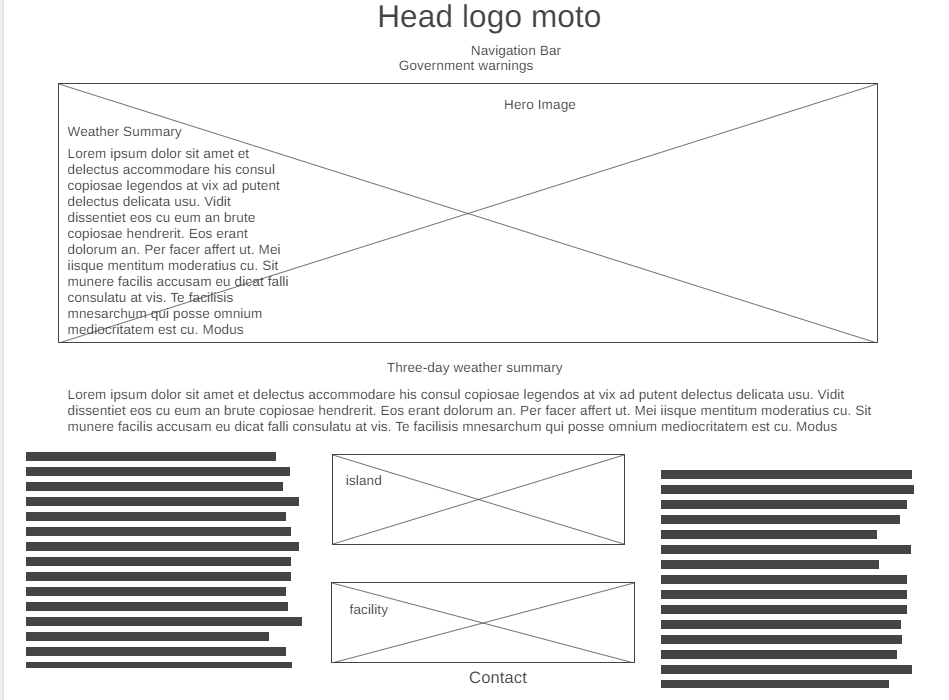 Head logo moto
Navigation Bar
Government warnings
Hero Image
Weather Summary
Lorem ipsum dolor sit amet et
delectus accommodare his consul
copiosae legendos at vix ad putent
delectus delicata usu. Vidit
dissentiet eos cu eum an brute
copiosae hendrerit. Eos erant
dolorum an. Per facer affert ut. Mei
iisque mentitum moderatius cu. Sit
munere facilis accusam eu dicat falli
consulatu at vis. Te facilisis
mnesarchum qui posse omnium
mediocritatem est cu. Modus
Three-day weather summary
Lorem ipsum dolor sit amet et delectus accommodare his consul copiosae legendos at vix ad putent delectus delicata usu. Vidit
dissentiet eos cu eum an brute copiosae hendrerit. Eos erant dolorum an. Per facer affert ut. Mei iisque mentitum moderatius cu. Sit
munere facilis accusam eu dicat falli consulatu at vis. Te facilisis mnesarchum qui posse omnium mediocritatem est cu. Modus
island
facility
Contact